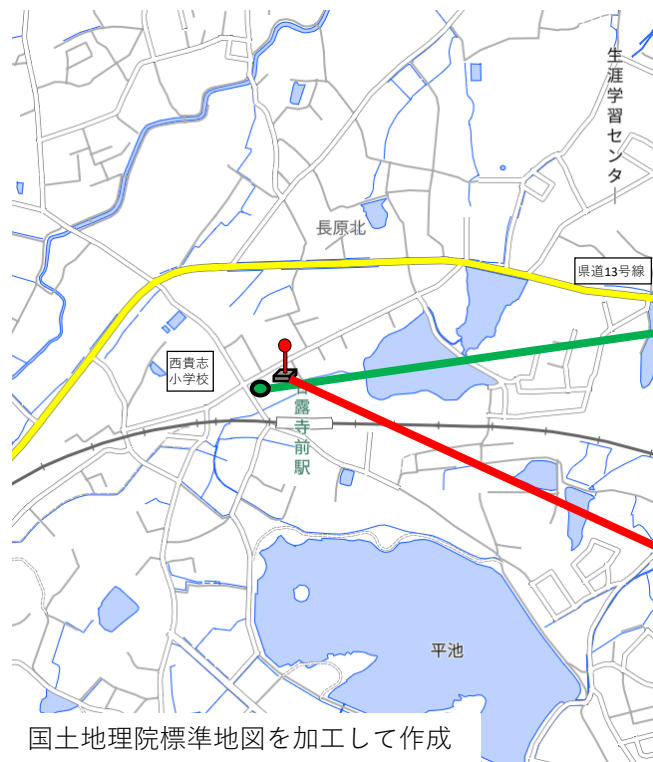 生涯学習センター
長原北
県道13号線
西貴志
小学校
甘露寺前駅
平池
国土地理院標準地図を加工して作成